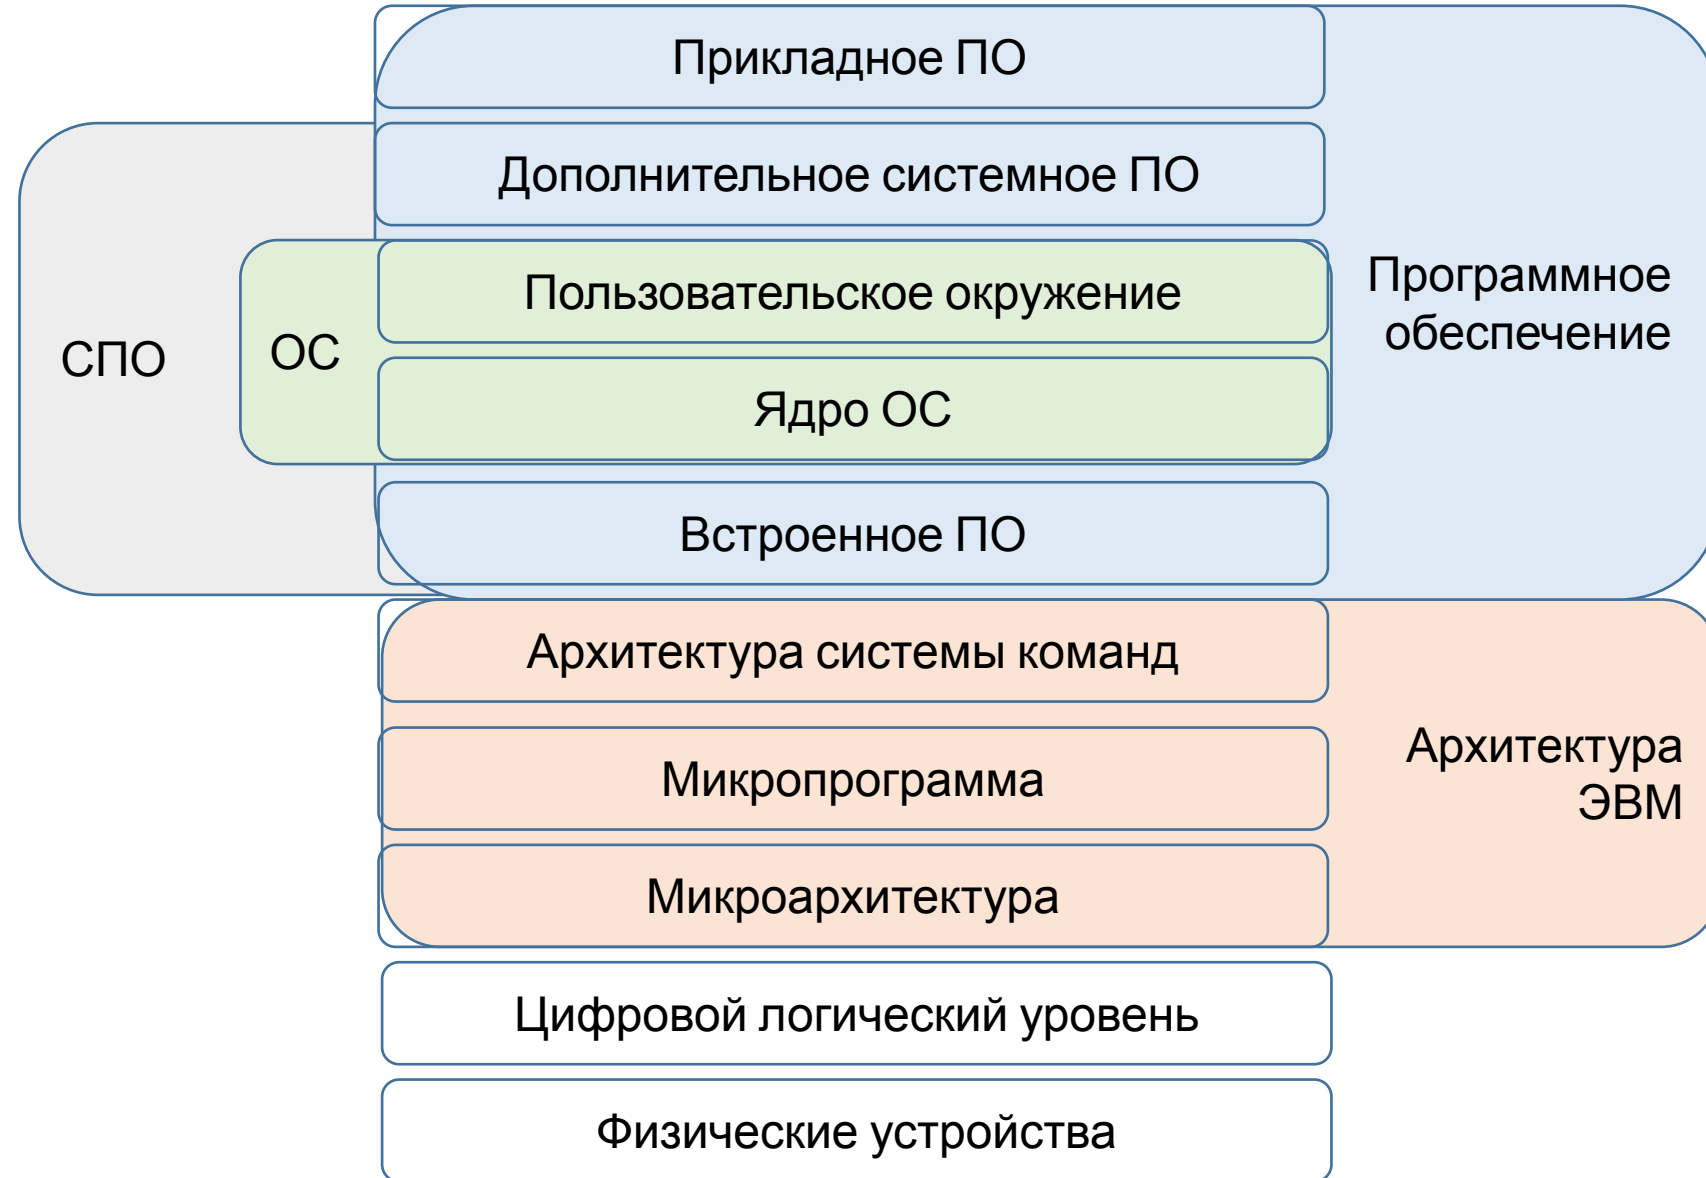 Прикладное ПО
Дополнительное системное ПО
Пользовательское окружение
Программное
обеспечение
СПО
ОС
Ядро ОС
Встроенное ПО
Архитектура системы команд
Микропрограмма
Архитектура
ЭВМ
Микроархитектура
Цифровой логический уровень
Физические устройства